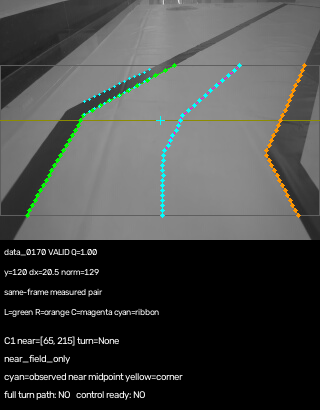 data_0170 VALID Q=1.00
y=120 dx=20.5 norm=129
same-frame measured pair
L=green R=orange C=magenta cyan=ribbon
C1 near=[65, 215] turn=None
near_field_only
cyan=observed near midpoint yellow=corner
full turn path: NO control ready: NO